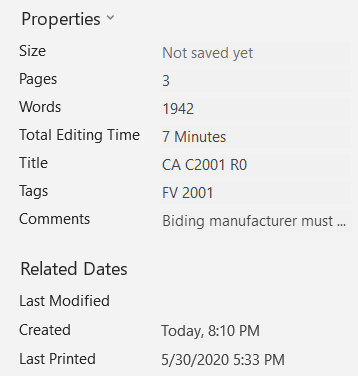 Properties
Size Not saved yet
Pages 3
Words 1942
Total Editing Time 7 Minutes
Title CA C2001 R0
Tags FV 2001
Comments Biding manufacturer must ...
Related Dates
Last Modified
Created Today, 8:10 PM
Last Printed 5/30/2020 5:33 PM